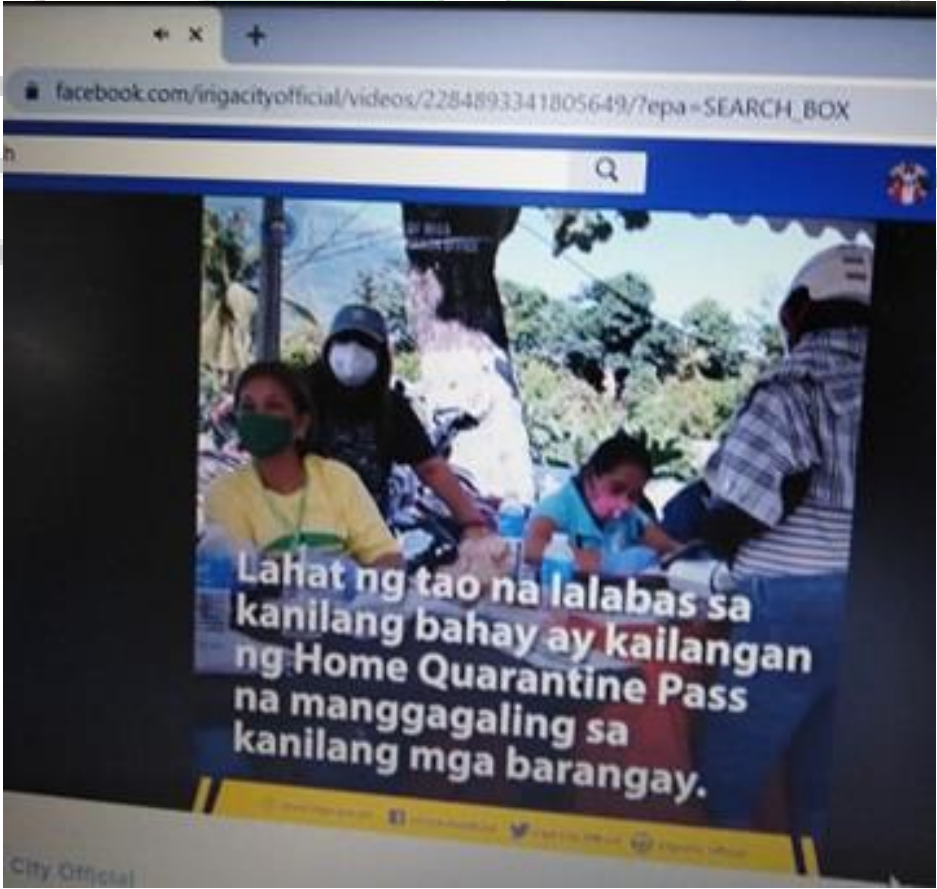 facebook.com/irigacityofficial/videos/2284893341805649/?epa=SEARCH_BOX
h
Lahat ng tao na lalabas sa
kanilang bahay ay kailangan
ng Home Quarantine Pass
na manggagaling sa
kanilang mga barangay.
City Official